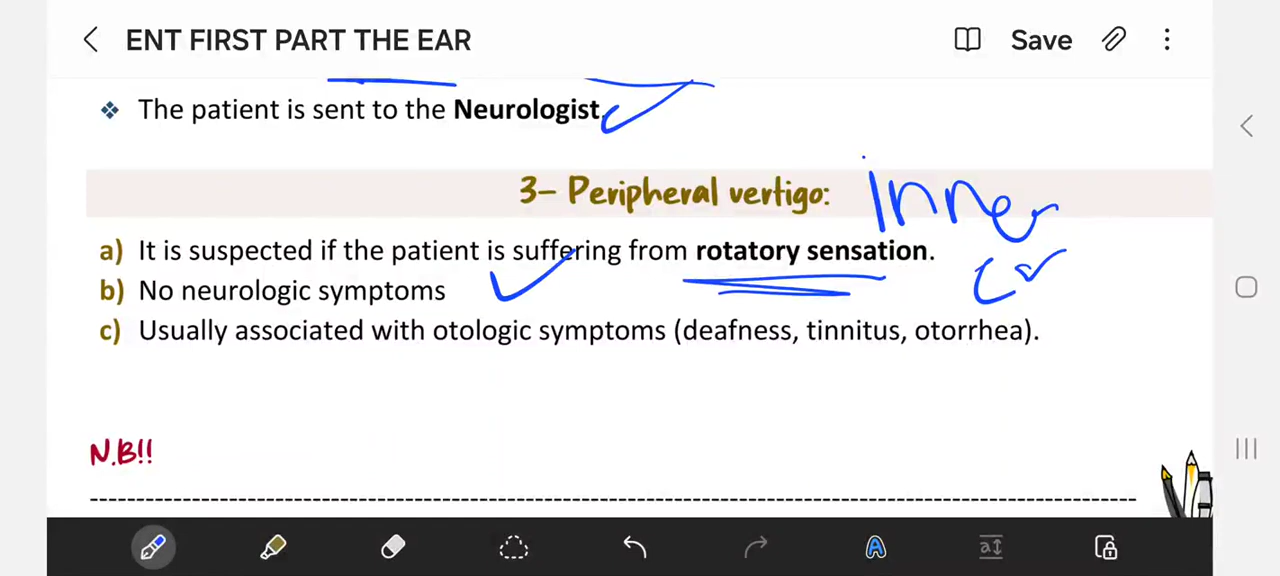 ENT FIRST PART THE EAR
Save
❖ The patient is sent to the Neurologist.
3- Peripheral vertigo: inner
a) It is suspected if the patient is suffering from rotatory sensation.
b) No neurologic symptoms
c) Usually associated with otologic symptoms (deafness, tinnitus, otorrhea).
N.B!!
A